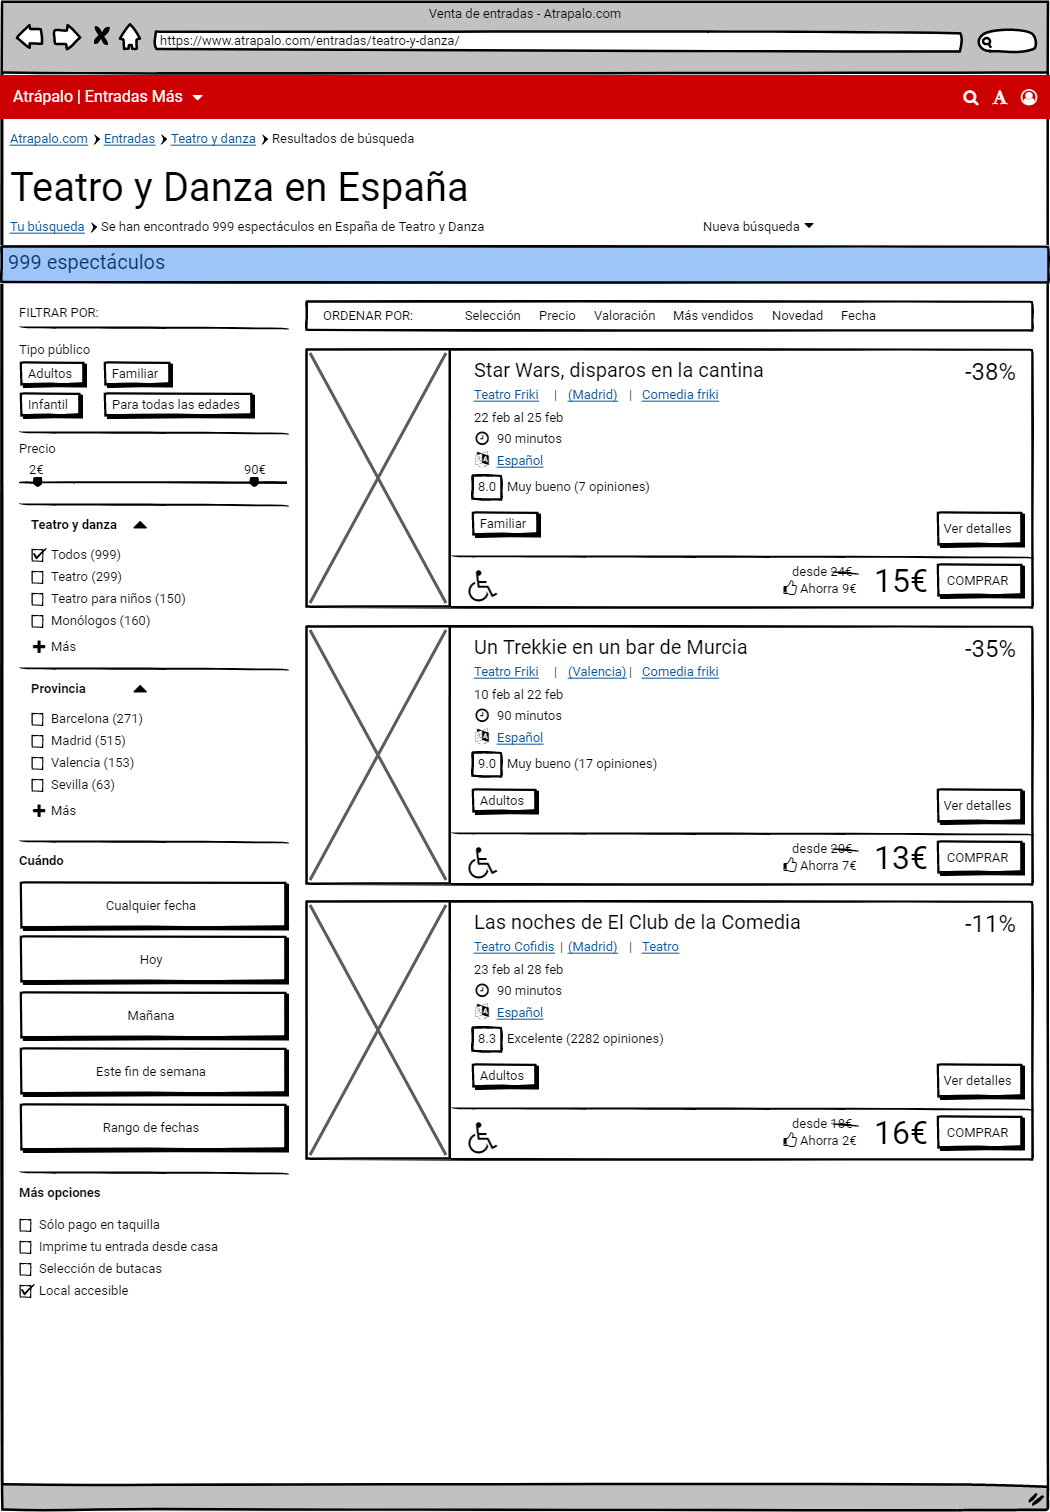 Venta de entradas - Atrapalo.com
https://www.atrapalo.com/entradas/teatro-y-danza/
Atrápalo | Entradas Más
Atrapalo.com Entradas Teatro y danza Resultados de búsqueda
Teatro y Danza en España
Tu búsqueda Se han encontrado 999 espectáculos en España de Teatro y Danza Nueva búsqueda
999 espectáculos
FILTRAR POR:
Tipo público
Adultos Familiar
Infantil Para todas las edades
Precio
2€ 90€
Teatro y danza
Todos (999)
Teatro (299)
Teatro para niños (150)
Monólogos (160)
Más
Provincia
Barcelona (271)
Madrid (515)
Valencia (153)
Sevilla (63)
Más
Cuándo
Cualquier fecha
Hoy
Mañana
Este fin de semana
Rango de fechas
Más opciones
Sólo pago en taquilla
Imprime tu entrada desde casa
Selección de butacas
Local accesible
ORDENAR POR: Selección Precio Valoración Más vendidos Novedad Fecha
Star Wars, disparos en la cantina -38%
Teatro Friki | (Madrid) | Comedia friki
22 feb al 25 feb
90 minutos
Español
8.0 Muy bueno (7 opiniones)
Familiar
Ver detalles
desde 24€
Ahorra 9€
15€ COMPRAR
Un Trekkie en un bar de Murcia -35%
Teatro Friki | (Valencia) | Comedia friki
10 feb al 22 feb
90 minutos
Español
9.0 Muy bueno (17 opiniones)
Adultos
Ver detalles
desde 20€
Ahorra 7€
13€ COMPRAR
Las noches de El Club de la Comedia -11%
Teatro Cofidis | (Madrid) | Teatro
23 feb al 28 feb
90 minutos
Español
8.3 Excelente (2282 opiniones)
Adultos
Ver detalles
desde 18€
Ahorra 2€
16€ COMPRAR